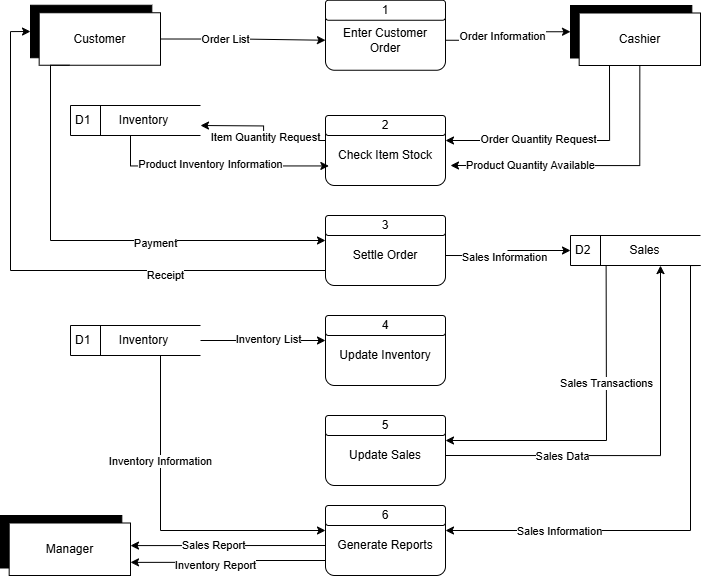 1
Customer
Order List
Enter Customer
Order
Order Information
Cashier
D1
Inventory
Item Quantity Request
2
Check Item Stock
Order Quantity Request
Product Inventory Information
Product Quantity Available
3
Payment
Settle Order
Sales Information
D2
Sales
Receipt
D1
Inventory
Inventory List
4
Update Inventory
Sales Transactions
5
Update Sales
Sales Data
Inventory Information
6
Generate Reports
Sales Information
Manager
Sales Report
Inventory Report